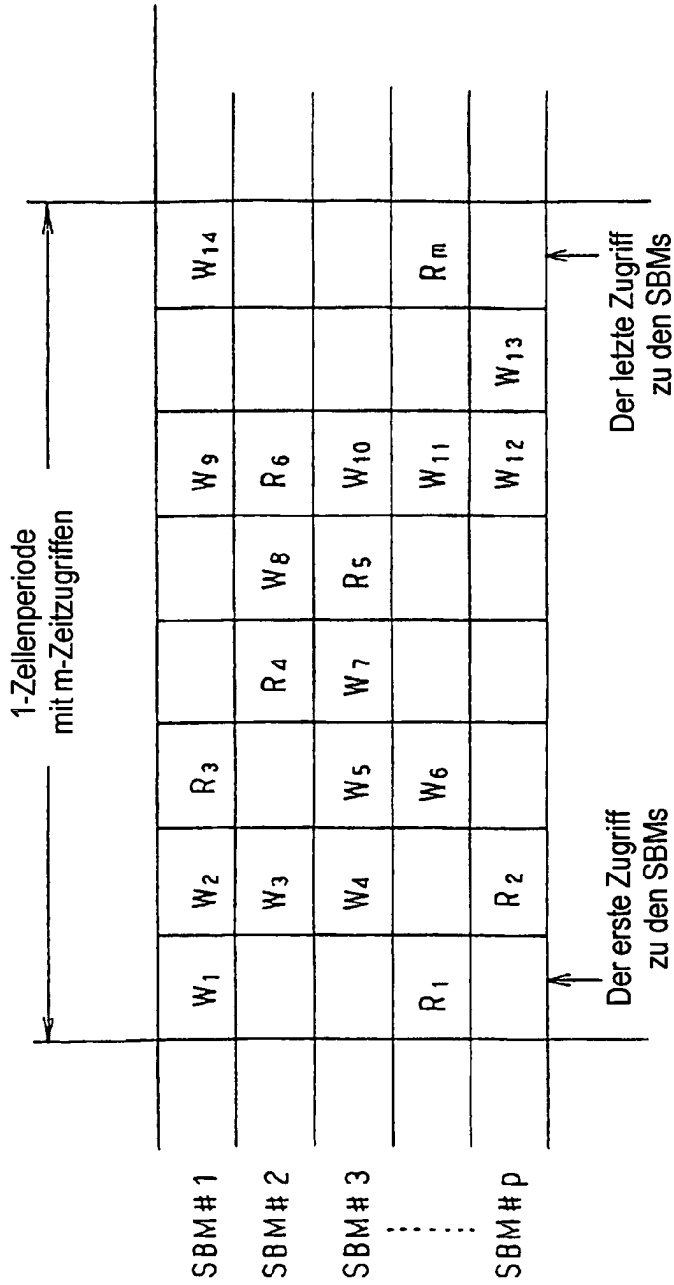 1-Zellenperiode
mit m-Zeitzugriffen
SBM#1 W1 W2 R3 W9 W14
SBM#2 W3 R4 W8 R6
SBM#3 W4 W5 W7 R5 W10
R1 W6 W11 Rm
SBM#p R2 W12 W13
Der erste Zugriff
zu den SBMs
Der letzte Zugriff
zu den SBMs